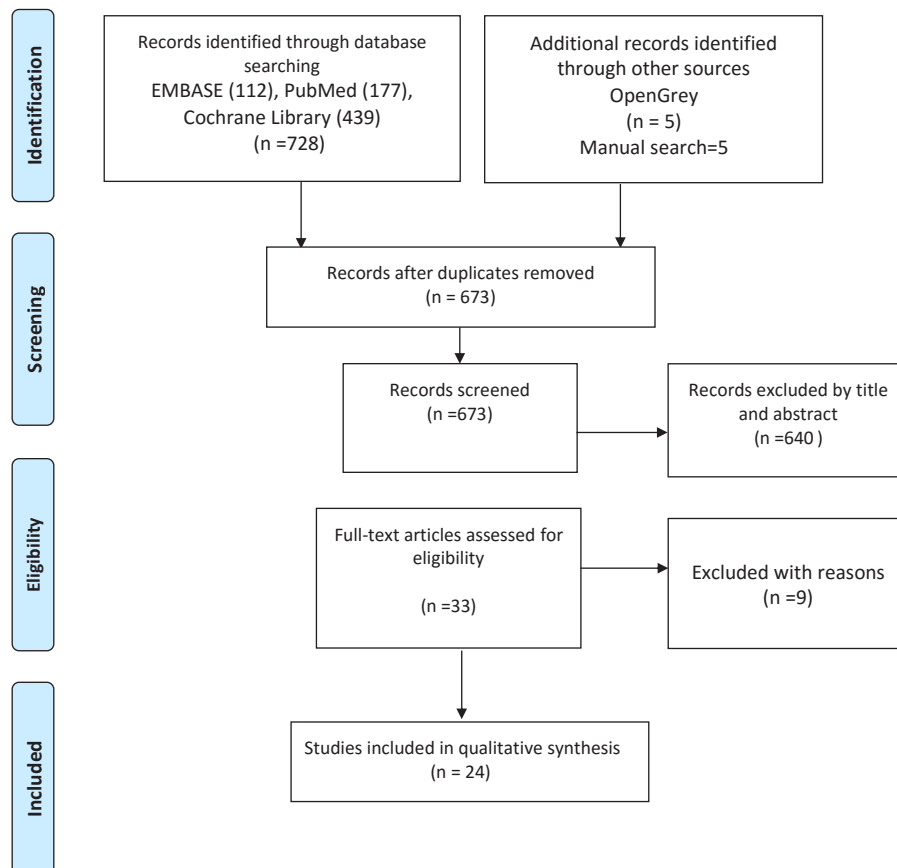 Identification
Records identified through database
searching
EMBASE (112), PubMed (177),
Cochrane Library (439)
(n =728)
Additional records identified
through other sources
OpenGrey
(n = 5)
Manual search=5
Screening
Records after duplicates removed
(n = 673)
Records screened
(n =673)
Records excluded by title
and abstract
(n =640 )
Eligibility
Full-text articles assessed for
eligibility
(n =33)
Excluded with reasons
(n =9)
Included
Studies included in qualitative synthesis
(n = 24)